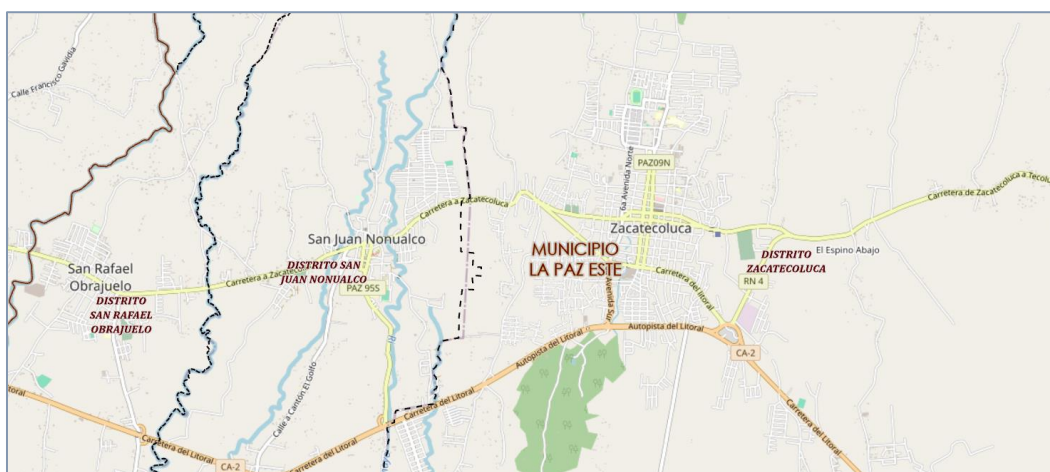 Calle Francisco Gavidia
PAZ09N
6a Avenida Norte
Carretera de Zacatecoluca a Tecolu
Carretera a Zacatecoluca
Zacatecoluca
San Juan Nonualco
MUNICIPIO
LA PAZ ESTE
El Espino Abajo
DISTRITO
ZACATECOLUCA
San Rafael
Obrajuelo
DISTRITO SAN
JUAN NONUALCO
Carretera a Zacateco
PAZ 95S
Carretera del litoral
RN 4
DISTRITO
SAN RAFAEL
OBRAJUELO
Avenida Sur
Autopista del Litoral
Autopista del Litoral
CA-2
Carretera del Litoral
Calle a Cantón El Golfo
Carretera del Litoral
Carretera del Litoral
Carretera del Litoral
CA-2